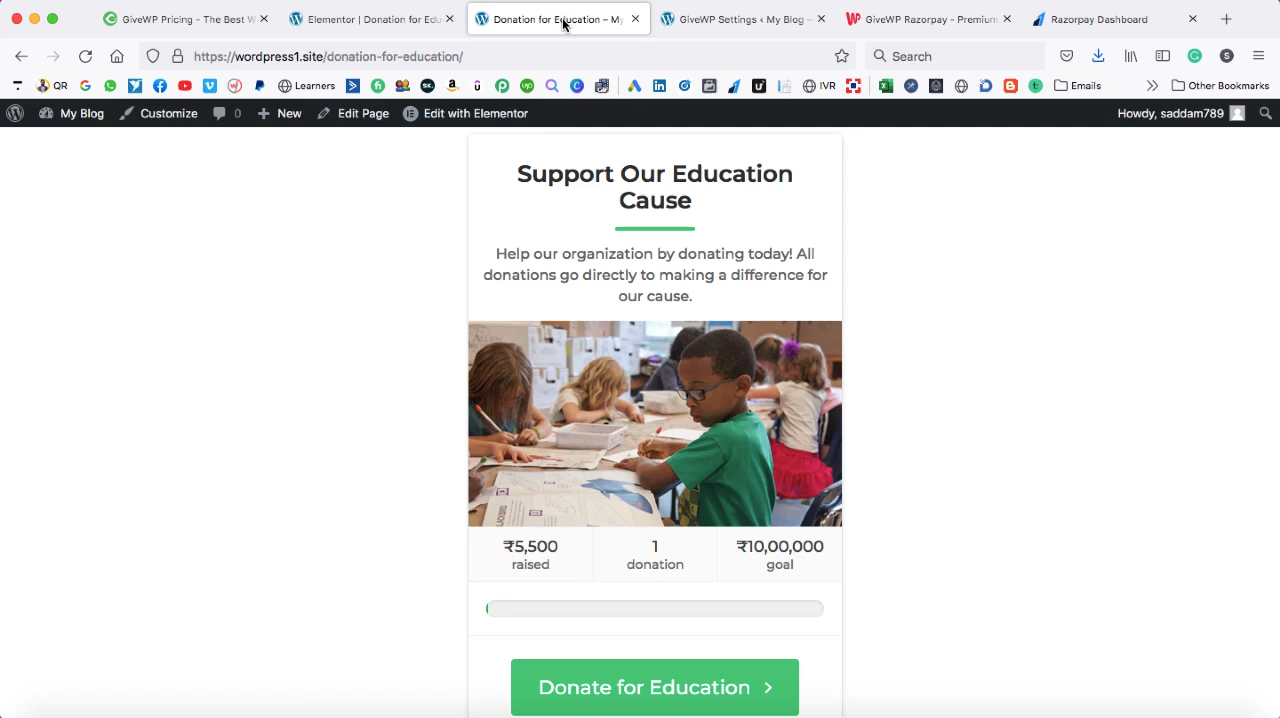 GiveWP Pricing - The Best W
Elementor | Donation for Edu
Donation for Education – My
GiveWP Settings ‹ My Blog —
GiveWP Razorpay - Premium
Razorpay Dashboard
https://wordpress1.site/donation-for-education/
Search
QR
Learners
IVR
Emails
Other Bookmarks
My Blog
Customize
0
New
Edit Page
Edit with Elementor
Howdy, saddam789
Support Our Education
Cause
Help our organization by donating today! All
donations go directly to making a difference for
our cause.
₹5,500
raised
1
donation
₹10,00,000
goal
Donate for Education